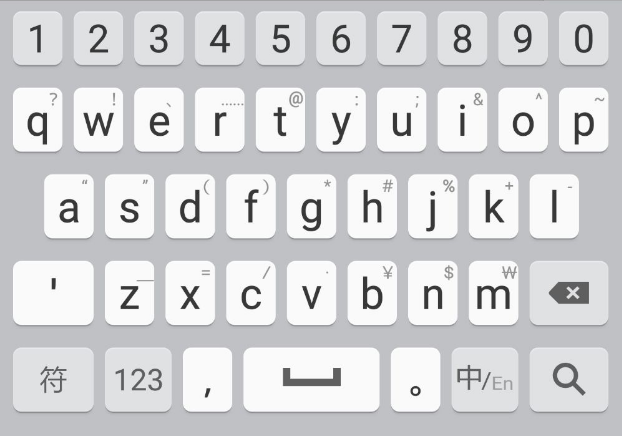 1 2 3 4 5 6 7 8 9 0
? ! 、 …… @ : ; & ^ ~
q w e r t y u i o p
“ ” ( ) * # % + -
a s d f g h j k l
— = / · ¥ $ ₩
' z x c v b n m
符 123 , 。 中/En